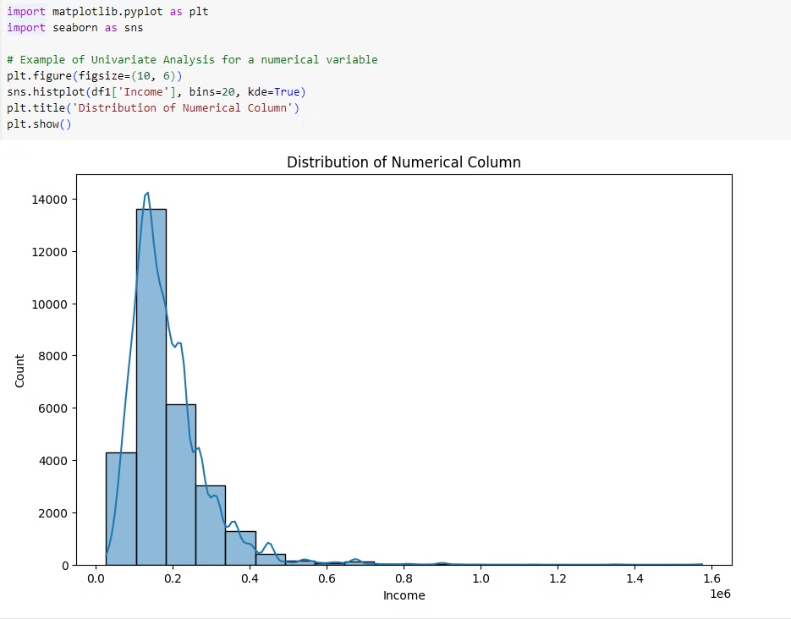 import matplotlib.pyplot as plt
import seaborn as sns
# Example of Univariate Analysis for a numerical variable
plt.figure(figsize=(10, 6))
sns.histplot(df1['Income'], bins=20, kde=True)
plt.title('Distribution of Numerical Column')
plt.show()
Distribution of Numerical Column
14000
12000
10000
8000
6000
4000
2000
0
Count
0.0 0.2 0.4 0.6 0.8 1.0 1.2 1.4 1.6
Income
1e6